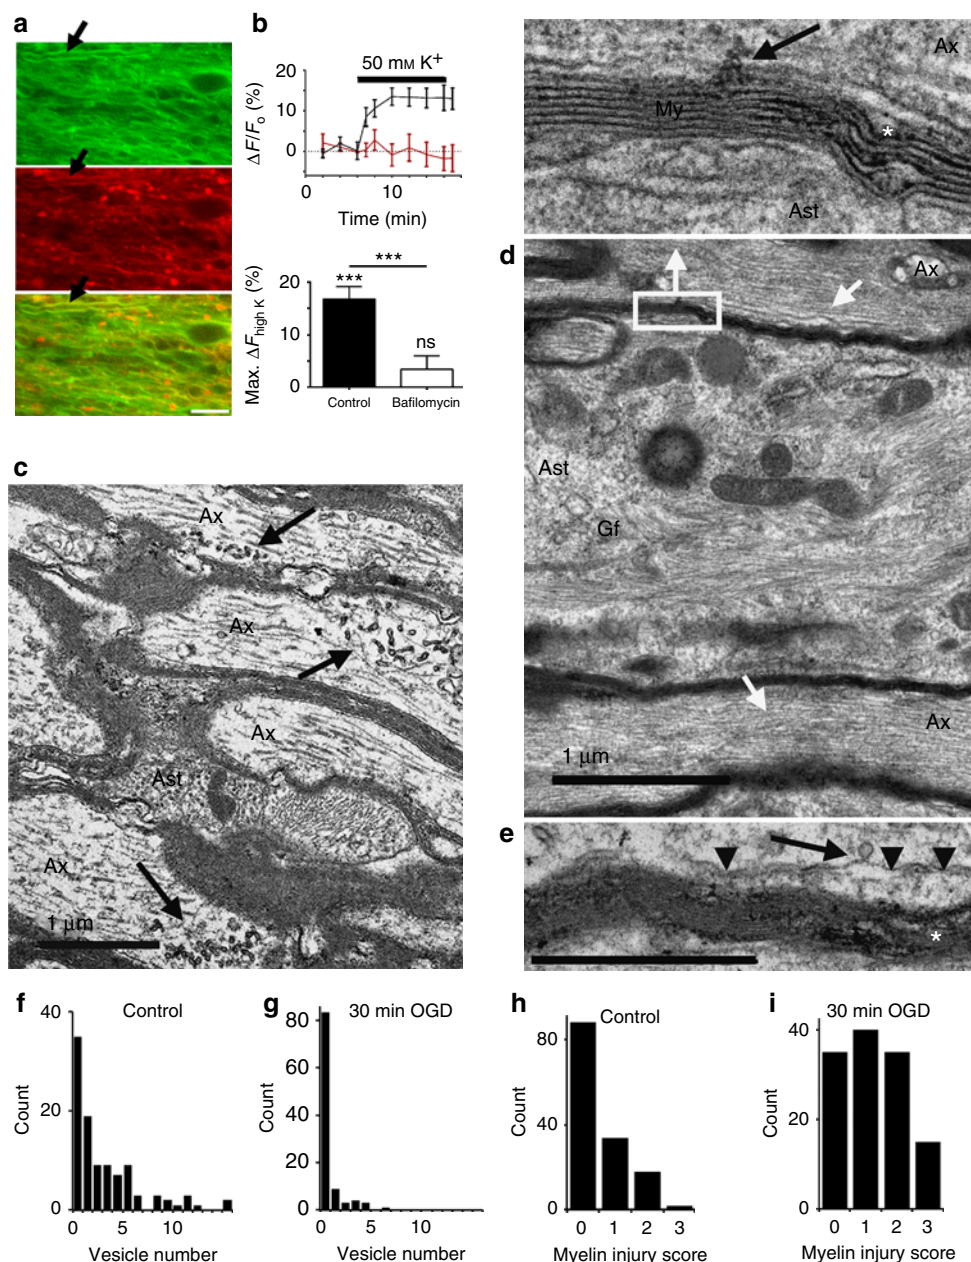 a
b
50 mM K⁺
20
10
0
ΔF/Fo (%)
0
10
Time (min)
***
***
ns
20
10
0
Max. ΔFhigh K (%)
Control
Bafilomycin
Ax
My
*
Ast
c
Ax
Ax
Ax
Ast
Ax
1 µm
d
Ax
Ast
Gf
Ax
1 µm
e
*
f
Control
40
20
0
Count
0
5
10
Vesicle number
g
30 min OGD
80
60
40
20
0
Count
0
5
10
Vesicle number
h
Control
80
40
0
Count
0
1
2
3
Myelin injury score
i
30 min OGD
40
20
0
Count
0
1
2
3
Myelin injury score